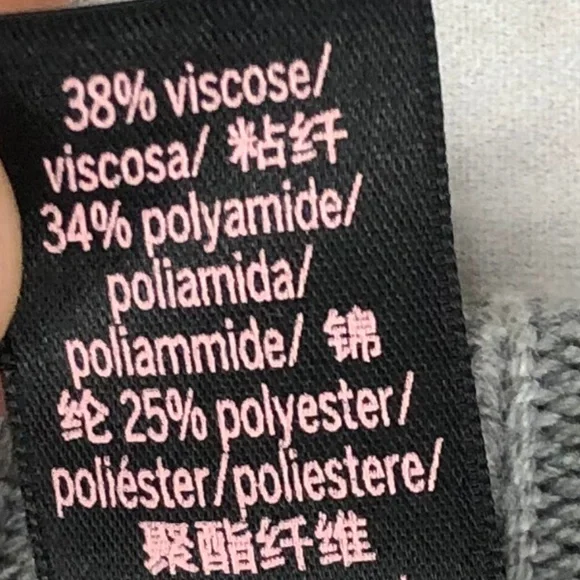 38% viscose/
viscosa/ 粘纤
34% polyamide/
poliamida/
poliammide/ 锦
纶 25% polyester/
poliéster/poliestere/
聚酯纤维